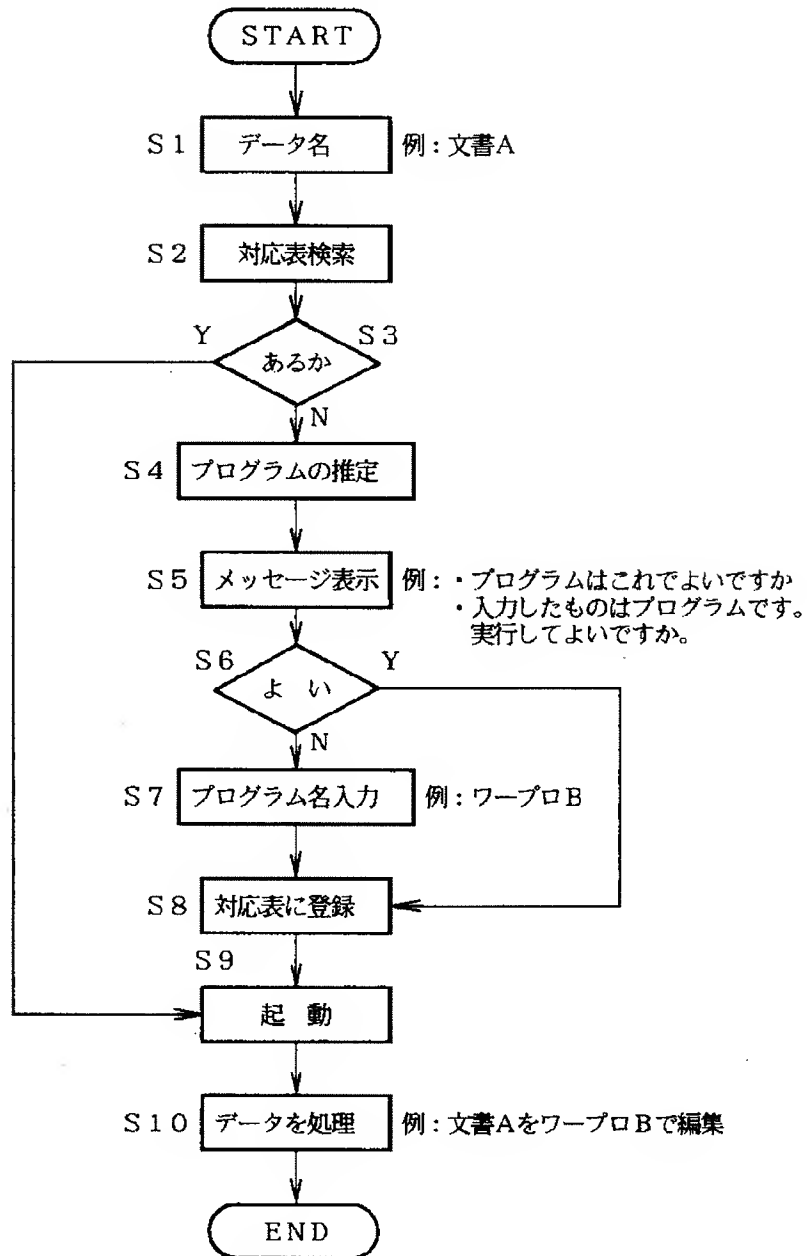 START
S1 データ名 例：文書A
S2 対応表検索
Y S3
あるか
N
S4 プログラムの推定
S5 メッセージ表示 例：・プログラムはこれでよいですか
・入力したものはプログラムです。
実行してよいですか。
S6 Y
よ い
N
S7 プログラム名入力 例：ワープロB
S8 対応表に登録
S9
起 動
S10 データを処理 例：文書AをワープロBで編集
END